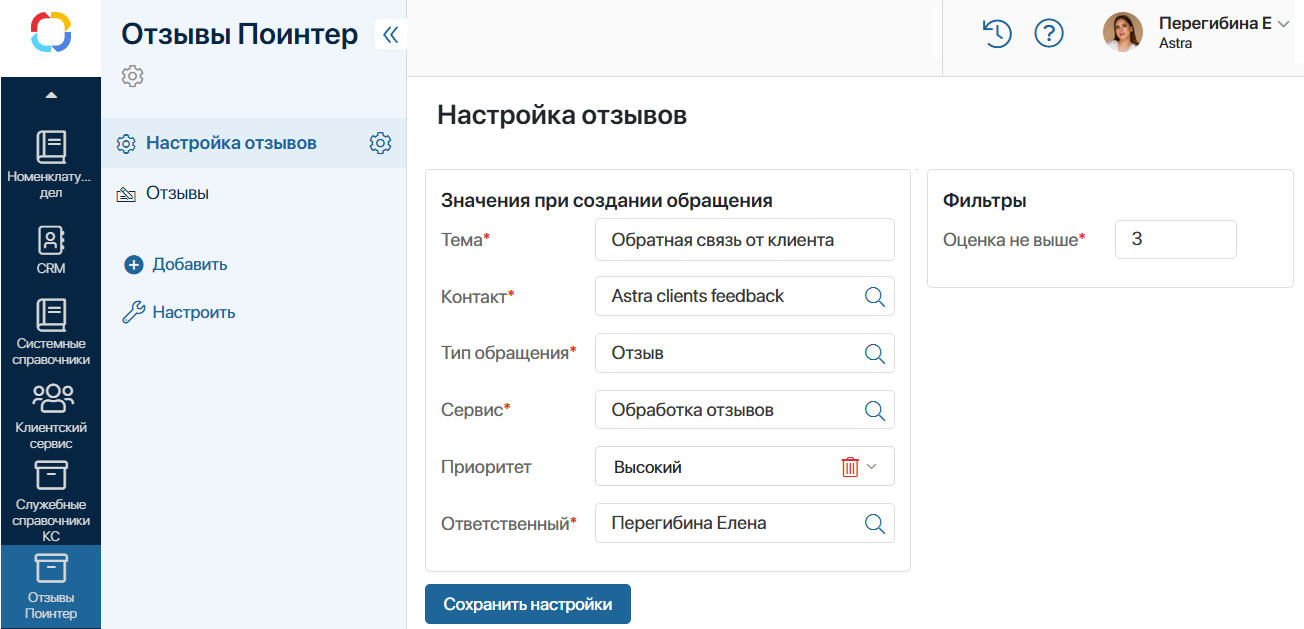 Отзывы Поинтер
Перегибина Е
Astra
Номенклату...
дел
CRM
Системные
справочники
Клиентский
сервис
Служебные
справочники
КС
Отзывы
Поинтер
Настройка отзывов
Отзывы
Добавить
Настроить
Настройка отзывов
Значения при создании обращения
Тема* Обратная связь от клиента
Контакт* Astra clients feedback
Тип обращения* Отзыв
Сервис* Обработка отзывов
Приоритет Высокий
Ответственный* Перегибина Елена
Сохранить настройки
Фильтры
Оценка не выше* 3